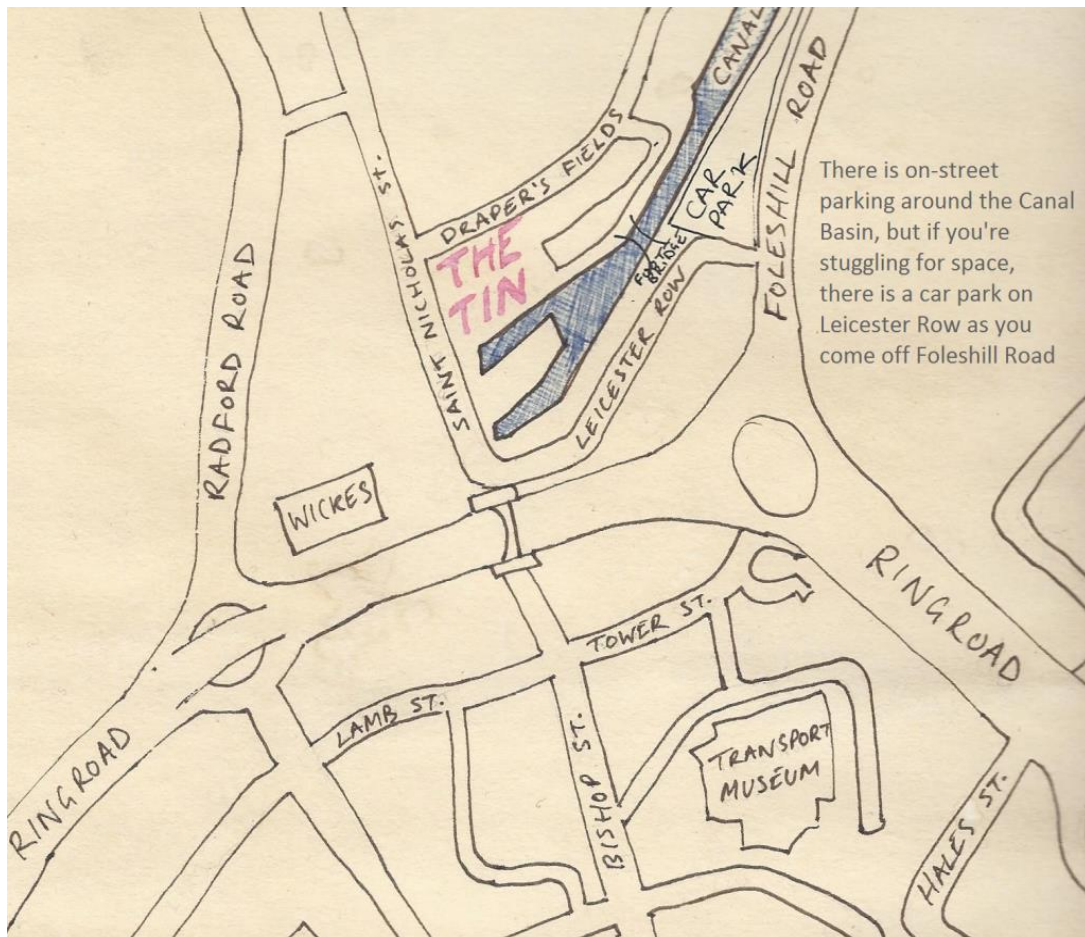 CANAL
FOLESHILL ROAD
SAINT NICHOLAS ST.
DRAPER'S FIELDS
CAR
PARK
There is on-street
parking around the Canal
Basin, but if you're
stuggling for space,
there is a car park on
Leicester Row as you
come off Foleshill Road
THE
TIN
FOOTBRIDGE
RADFORD ROAD
LEICESTER ROW
WICKES
RINGROAD
TOWER ST.
LAMB ST.
RINGROAD
BISHOP ST.
TRANSPORT
MUSEUM
HALES ST.